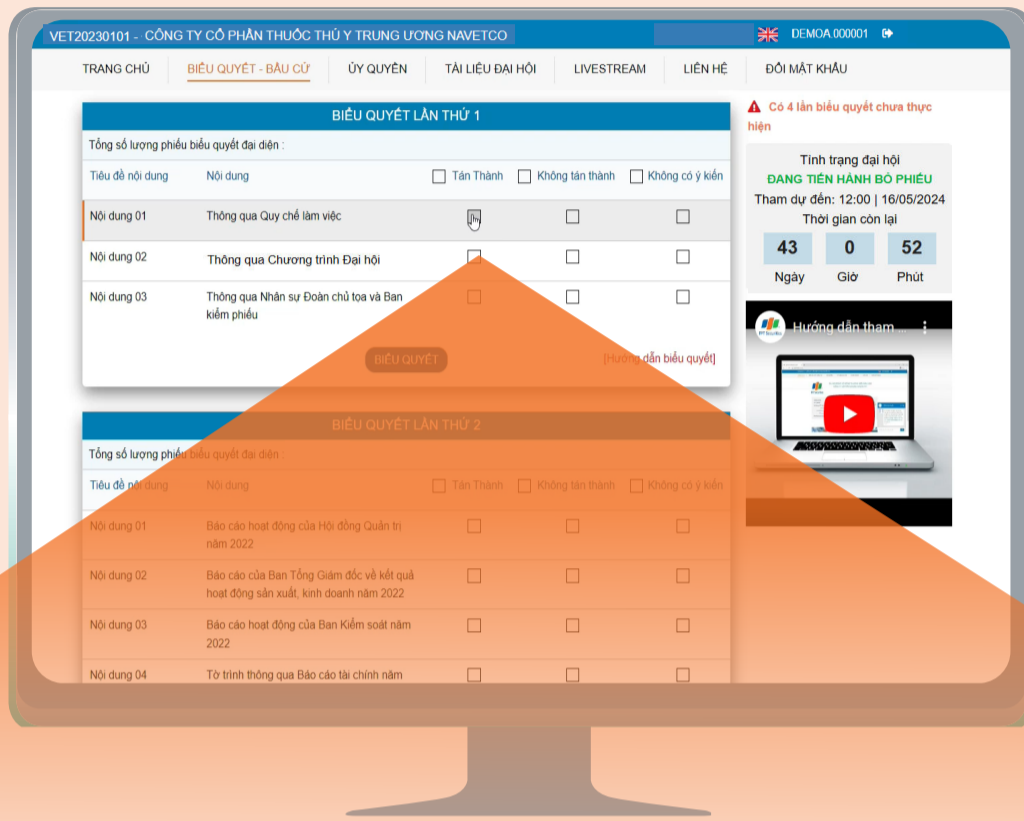 VET20230101 - CÔNG TY CỔ PHẦN THUỐC THÚ Y TRUNG ƯƠNG NAVETCO
DEMOA.000001
TRANG CHỦ
BIỂU QUYẾT - BẦU CỬ
ỦY QUYỀN
TÀI LIỆU ĐẠI HỘI
LIVESTREAM
LIÊN HỆ
ĐỔI MẬT KHẨU
BIỂU QUYẾT LẦN THỨ 1
Tổng số lượng phiếu biểu quyết đại diện :
Tiêu đề nội dung Nội dung Tán Thành Không tán thành Không có ý kiến
Nội dung 01 Thông qua Quy chế làm việc
Nội dung 02 Thông qua Chương trình Đại hội
Nội dung 03 Thông qua Nhân sự Đoàn chủ tọa và Ban
kiểm phiếu
BIỂU QUYẾT
[Hướng dẫn biểu quyết]
BIỂU QUYẾT LẦN THỨ 2
Tổng số lượng phiếu biểu quyết đại diện :
Tiêu đề nội dung Nội dung Tán Thành Không tán thành Không có ý kiến
Nội dung 01 Báo cáo hoạt động của Hội đồng Quản trị
năm 2022
Nội dung 02 Báo cáo của Ban Tổng Giám đốc về kết quả
hoạt động sản xuất, kinh doanh năm 2022
Nội dung 03 Báo cáo hoạt động của Ban Kiểm soát năm
2022
Nội dung 04 Tờ trình thông qua Báo cáo tài chính năm
Có 4 lần biểu quyết chưa thực
hiện
Tình trạng đại hội
ĐANG TIẾN HÀNH BỎ PHIẾU
Tham dự đến: 12:00 | 16/05/2024
Thời gian còn lại
43 0 52
Ngày Giờ Phút
Hướng dẫn tham ...